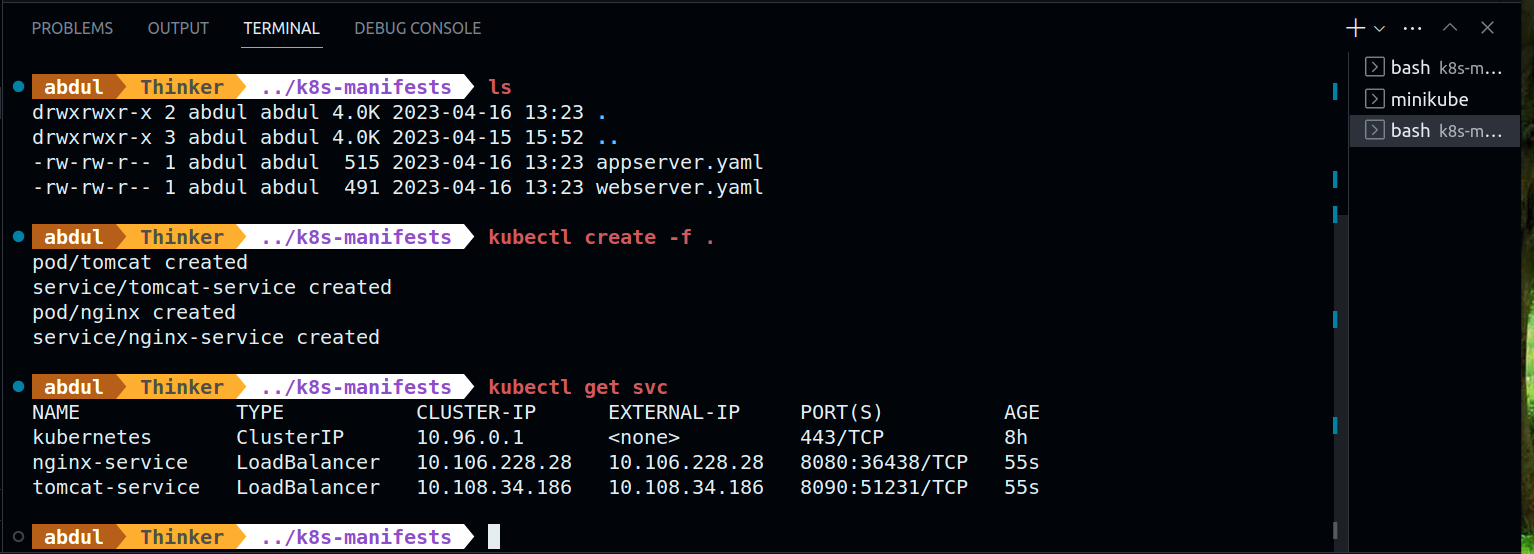 PROBLEMS OUTPUT TERMINAL DEBUG CONSOLE
abdul Thinker ../k8s-manifests ls
drwxrwxr-x 2 abdul abdul 4.0K 2023-04-16 13:23 .
drwxrwxr-x 3 abdul abdul 4.0K 2023-04-15 15:52 ..
-rw-rw-r-- 1 abdul abdul  515 2023-04-16 13:23 appserver.yaml
-rw-rw-r-- 1 abdul abdul  491 2023-04-16 13:23 webserver.yaml
abdul Thinker ../k8s-manifests kubectl create -f .
pod/tomcat created
service/tomcat-service created
pod/nginx created
service/nginx-service created
abdul Thinker ../k8s-manifests kubectl get svc
NAME             TYPE           CLUSTER-IP      EXTERNAL-IP     PORT(S)          AGE
kubernetes       ClusterIP      10.96.0.1       <none>          443/TCP          8h
nginx-service    LoadBalancer   10.106.228.28   10.106.228.28   8080:36438/TCP   55s
tomcat-service   LoadBalancer   10.108.34.186   10.108.34.186   8090:51231/TCP   55s
abdul Thinker ../k8s-manifests
bash k8s-m...
minikube
bash k8s-m...